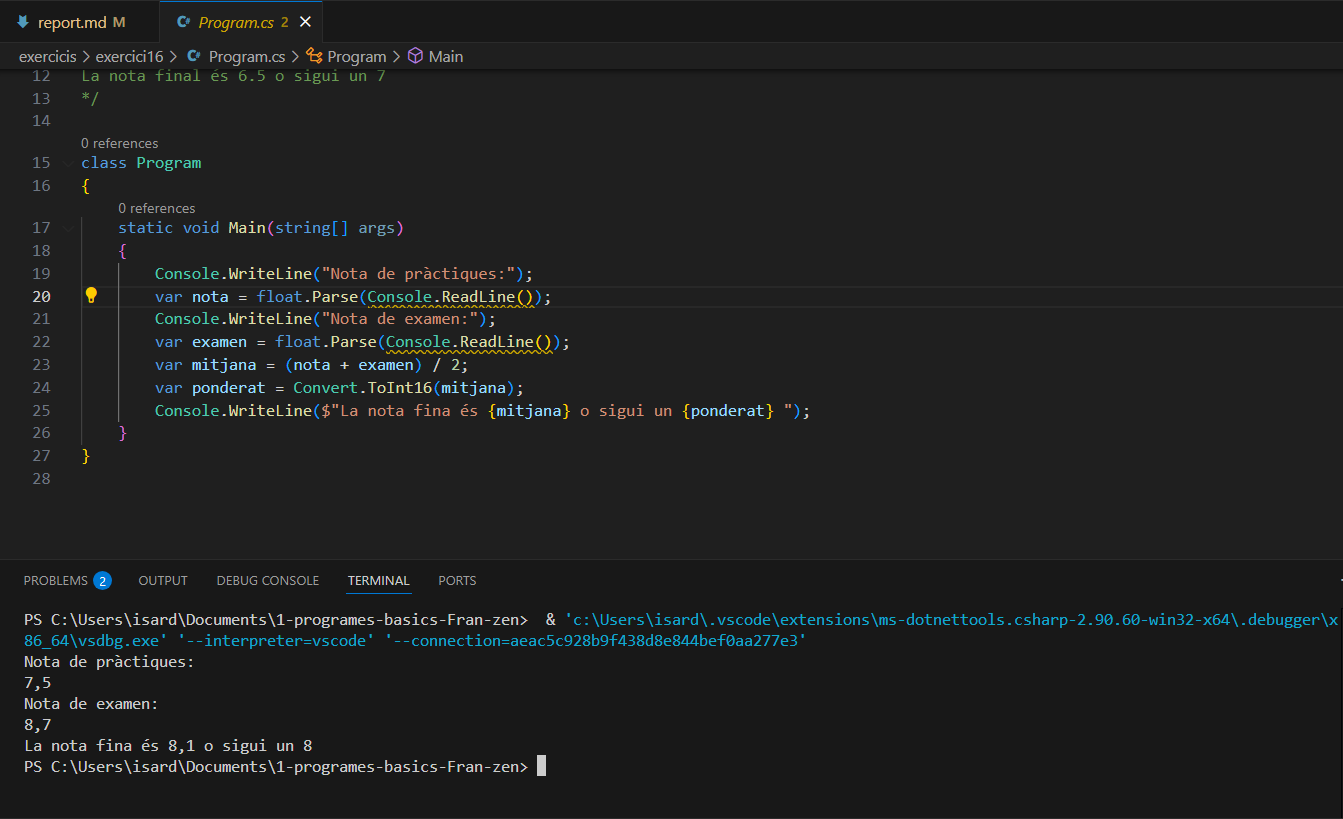 report.md M
Program.cs 2
exercicis > exercici16 > Program.cs > Program > Main
12 La nota final és 6.5 o sigui un 7
13 */
14
0 references
15 class Program
16 {
0 references
17 static void Main(string[] args)
18 {
19 Console.WriteLine("Nota de pràctiques:");
20 var nota = float.Parse(Console.ReadLine());
21 Console.WriteLine("Nota de examen:");
22 var examen = float.Parse(Console.ReadLine());
23 var mitjana = (nota + examen) / 2;
24 var ponderat = Convert.ToInt16(mitjana);
25 Console.WriteLine($"La nota fina és {mitjana} o sigui un {ponderat} ");
26 }
27 }
28
PROBLEMS 2 OUTPUT DEBUG CONSOLE TERMINAL PORTS
PS C:\Users\isard\Documents\1-programes-basics-Fran-zen> & 'c:\Users\isard\.vscode\extensions\ms-dotnettools.csharp-2.90.60-win32-x64\.debugger\x
86_64\vsdbg.exe' '--interpreter=vscode' '--connection=aeac5c928b9f438d8e844bef0aa277e3'
Nota de pràctiques:
7,5
Nota de examen:
8,7
La nota fina és 8,1 o sigui un 8
PS C:\Users\isard\Documents\1-programes-basics-Fran-zen>